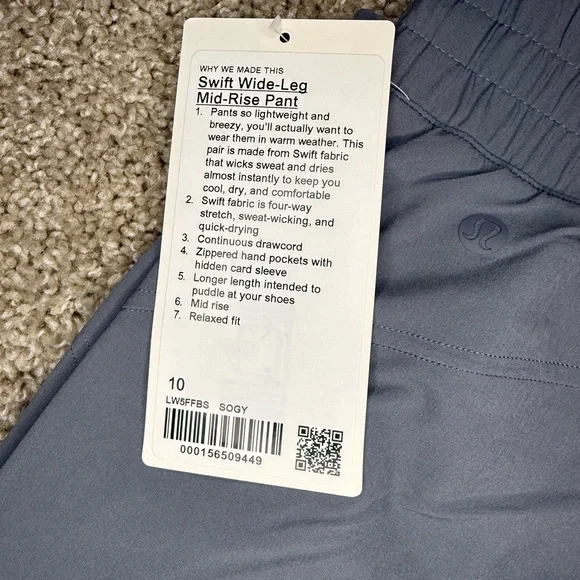 WHY WE MADE THIS
Swift Wide-Leg
Mid-Rise Pant
1. Pants so lightweight and
breezy, you'll actually want to
wear them in warm weather. This
pair is made from Swift fabric
that wicks sweat and dries
almost instantly to keep you
cool, dry, and comfortable
2. Swift fabric is four-way
stretch, sweat-wicking, and
quick-drying
3. Continuous drawcord
4. Zippered hand pockets with
hidden card sleeve
5. Longer length intended to
puddle at your shoes
6. Mid rise
7. Relaxed fit
10
LW5FFBS SOGY
000156509449